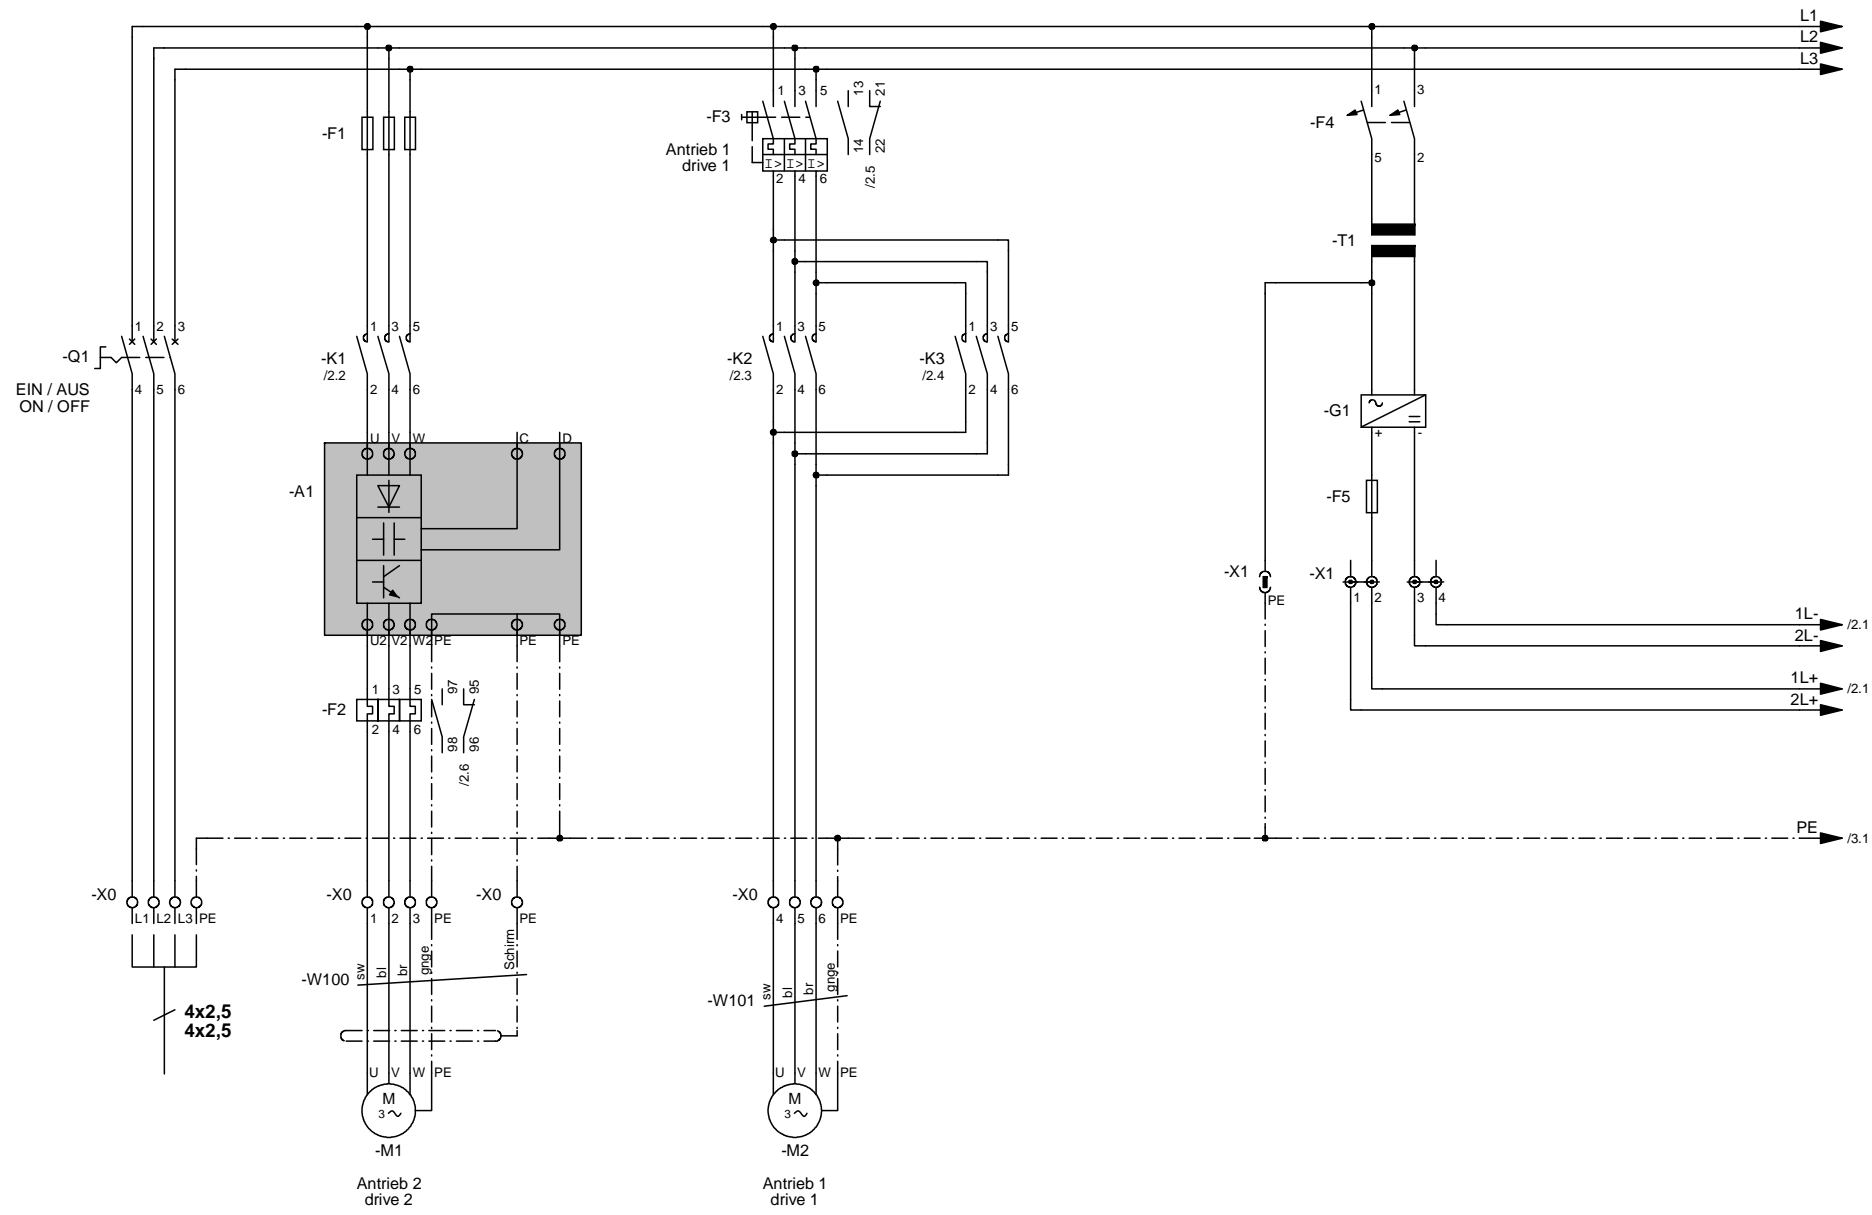 L1
L2
L3
-F1
-F3
Antrieb 1
drive 1
1 3 5
13 21
14 22
I> I> I>
2 4 6
/2.5
-F4
1 3
5 2
-T1
-Q1
1 2 3
EIN / AUS
ON / OFF
4 5 6
-K1
/2.2
1 3 5
2 4 6
-K2
/2.3
1 3 5
2 4 6
-K3
/2.4
1 3 5
2 4 6
-G1
+ -
-A1
U V W C D
U2 V2 W2 PE PE PE
-F5
-X1
PE
-X1
1 2 3 4
1L- /2.1
2L-
1L+ /2.1
2L+
-F2
1 3 5
2 4 6
97 95
98 96
/2.6
PE /3.1
-X0
L1 L2 L3 PE
-X0
1 2 3 PE
-X0
PE
-X0
4 5 6 PE
-W100
sw bl br gnge Schirm
-W101
sw bl br gnge
4x2,5
4x2,5
U V W PE
M
3
-M1
Antrieb 2
drive 2
U V W PE
M
3
-M2
Antrieb 1
drive 1